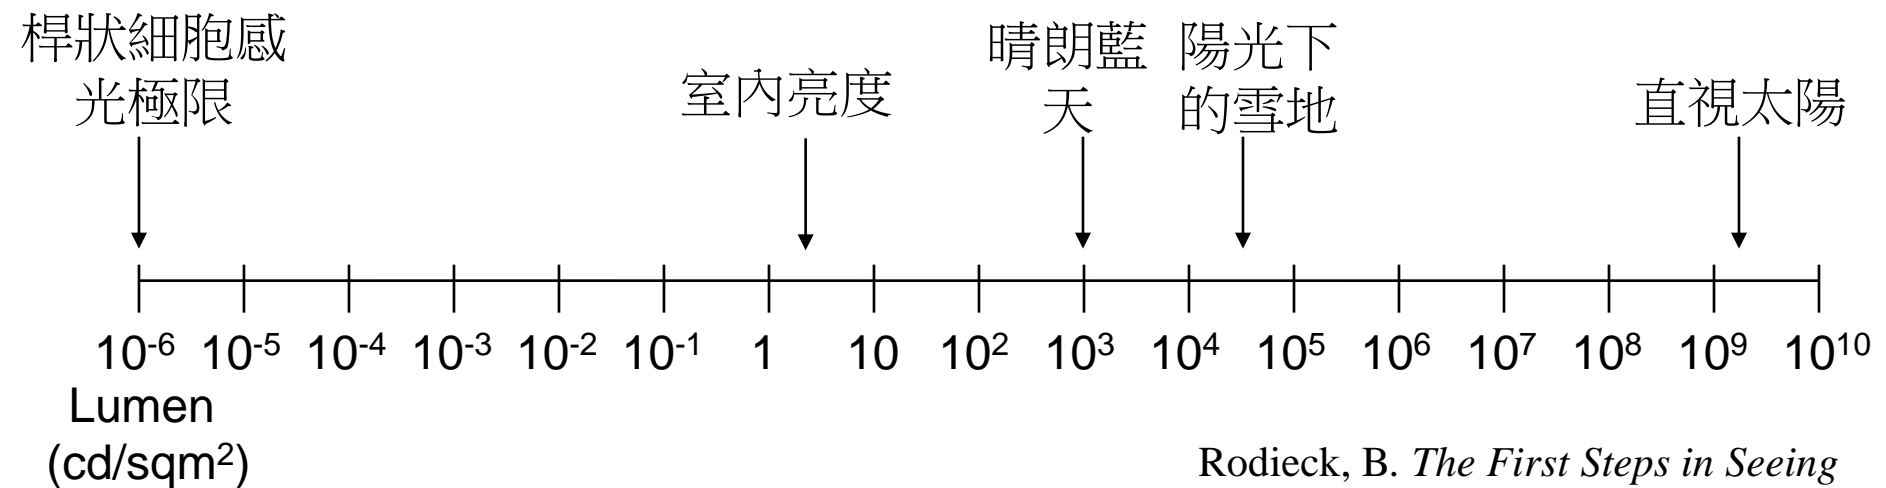 桿狀細胞感
光極限
室內亮度
晴朗藍
天
陽光下
的雪地
直視太陽
10⁻⁶ 10⁻⁵ 10⁻⁴ 10⁻³ 10⁻² 10⁻¹ 1 10 10² 10³ 10⁴ 10⁵ 10⁶ 10⁷ 10⁸ 10⁹ 10¹⁰
Lumen
(cd/sqm²)
Rodieck, B. The First Steps in Seeing